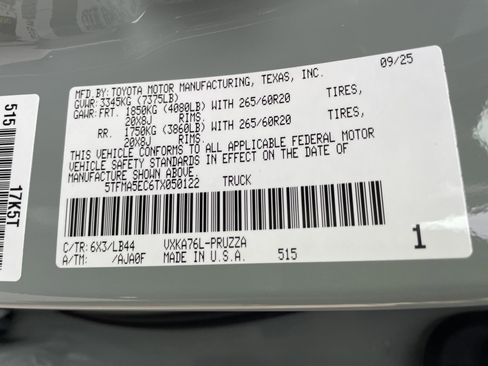 MFD.BY: TOYOTA MOTOR MANUFACTURING, TEXAS, INC. 09/25
GVWR: 3345KG (7375LB)
GAWR: FRT. 1850KG (4080LB) WITH 265/60R20 TIRES,
20X8J RIMS.
RR. 1750KG (3860LB) WITH 265/60R20 TIRES,
20X8J RIMS.
THIS VEHICLE CONFORMS TO ALL APPLICABLE FEDERAL MOTOR
VEHICLE SAFETY STANDARDS IN EFFECT ON THE DATE OF
MANUFACTURE SHOWN ABOVE.
5TFMA5EC6TX050122 TRUCK
C/TR: 6X3/LB44 VXKA76L-PRUZZA
A/TM: /AJA0F MADE IN U.S.A. 515 1
515 17K5T